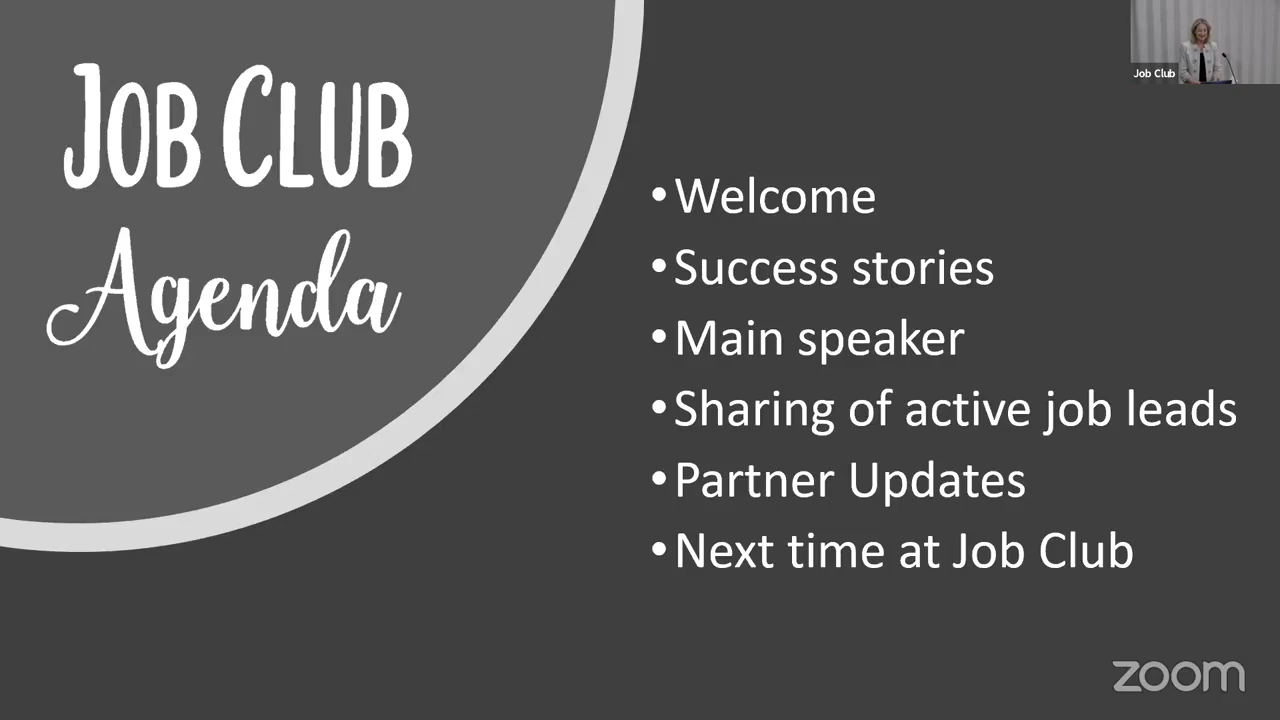 JOB CLUB
Agenda
Job Club
•Welcome
•Success stories
•Main speaker
•Sharing of active job leads
•Partner Updates
•Next time at Job Club
zoom